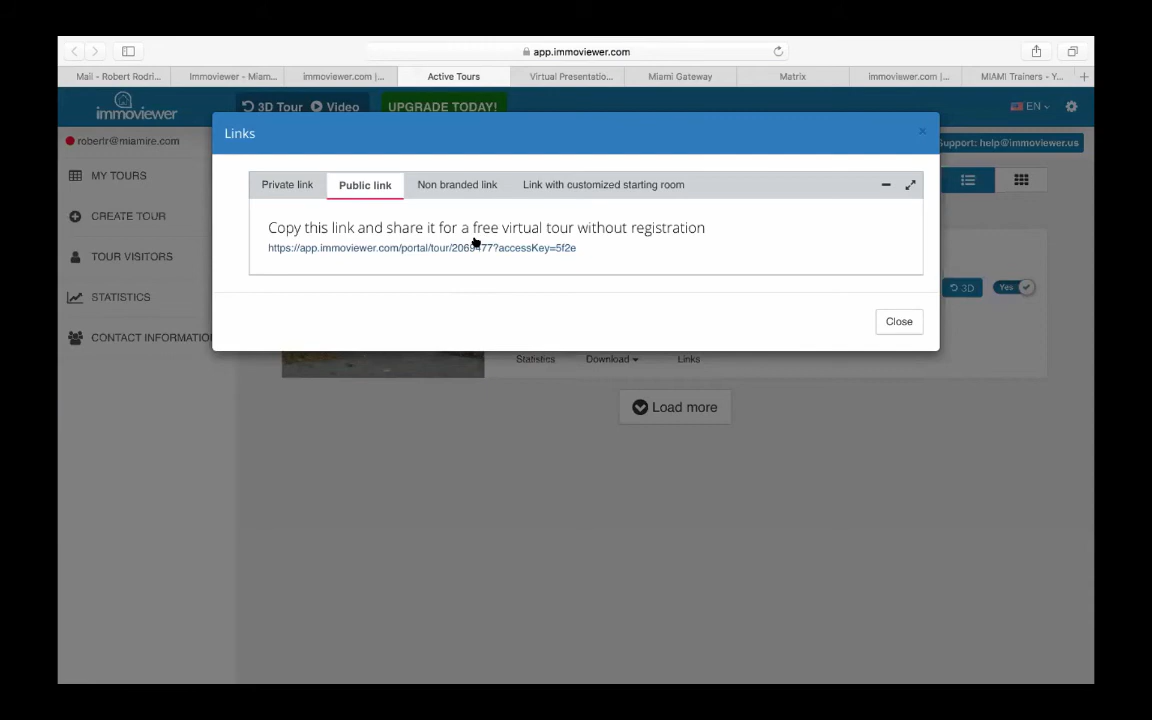 app.immoviewer.com
Mail - Robert Rodri...
Immoviewer - Miam...
immoviewer.com |...
Active Tours
Virtual Presentatio...
Miami Gateway
Matrix
immoviewer.com |...
MIAMI Trainers - Y...
immoviewer
3D Tour
Video
UPGRADE TODAY!
EN
roberlr@miamire.com
upport: help@immoviewer.us
Links
×
Private link
Public link
Non branded link
Link with customized starting room
Copy this link and share it for a free virtual tour without registration
https://app.immoviewer.com/portal/tour/2069477?accessKey=5f2e
Close
MY TOURS
CREATE TOUR
TOUR VISITORS
STATISTICS
CONTACT INFORMATIO
3D
Yes
Statistics
Download
Links
Load more